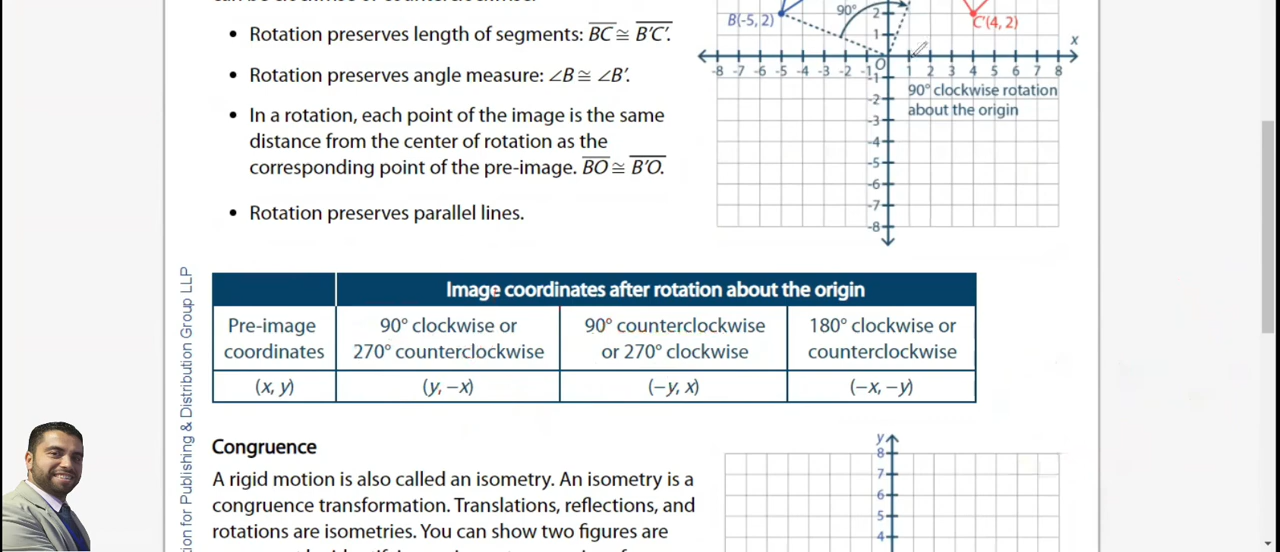 • Rotation preserves length of segments: BC ≅ B′C′.
• Rotation preserves angle measure: ∠B ≅ ∠B′.
• In a rotation, each point of the image is the same
distance from the center of rotation as the
corresponding point of the pre-image. BO ≅ B′O.
• Rotation preserves parallel lines.
B(-5, 2)
90°
2
C′(4, 2)
1
x
O
-8 -7 -6 -5 -4 -3 -2 -1 1 2 3 4 5 6 7 8
-1
90° clockwise rotation
about the origin
-2
-3
-4
-5
-6
-7
-8
Image coordinates after rotation about the origin
Pre-image
coordinates
90° clockwise or
270° counterclockwise
90° counterclockwise
or 270° clockwise
180° clockwise or
counterclockwise
(x, y)
(y, −x)
(−y, x)
(−x, −y)
tion for Publishing & Distribution Group LLP
Congruence
A rigid motion is also called an isometry. An isometry is a
congruence transformation. Translations, reflections, and
rotations are isometries. You can show two figures are
y
8
7
6
5
4